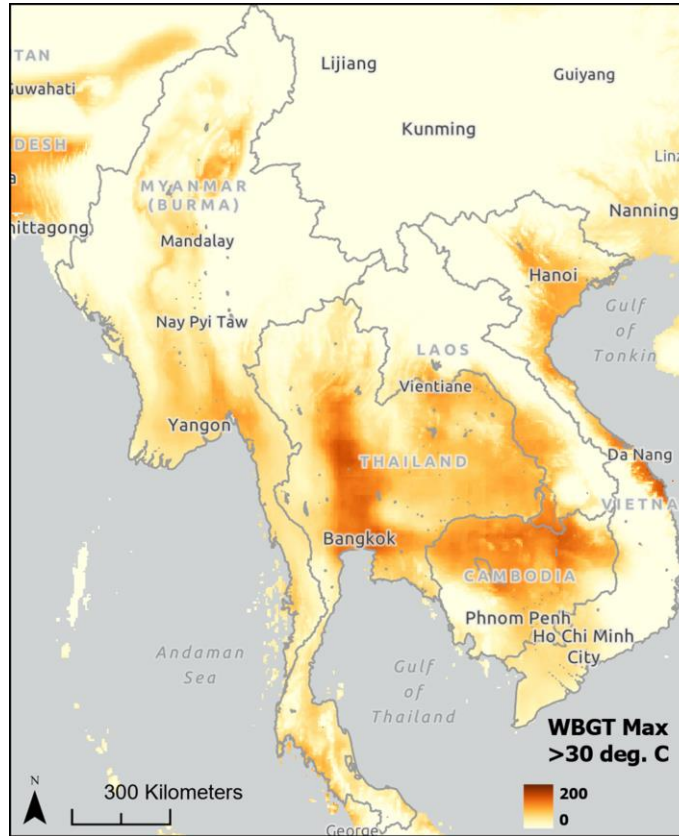 TAN
Guwahati
DESH
Lijiang
Guiyang
Kunming
Linz
Nanning
MYANMAR
(BURMA)
Mandalay
hittagong
Hanoi
Gulf
of
Tonkin
Nay Pyi Taw
LAOS
Vientiane
Yangon
THAILAND
Da Nang
VIETNA
Bangkok
CAMBODIA
Phnom Penh
Ho Chi Minh
City
Andaman
Sea
Gulf
of
Thailand
WBGT Max
>30 deg. C
200
0
N
300 Kilometers
George